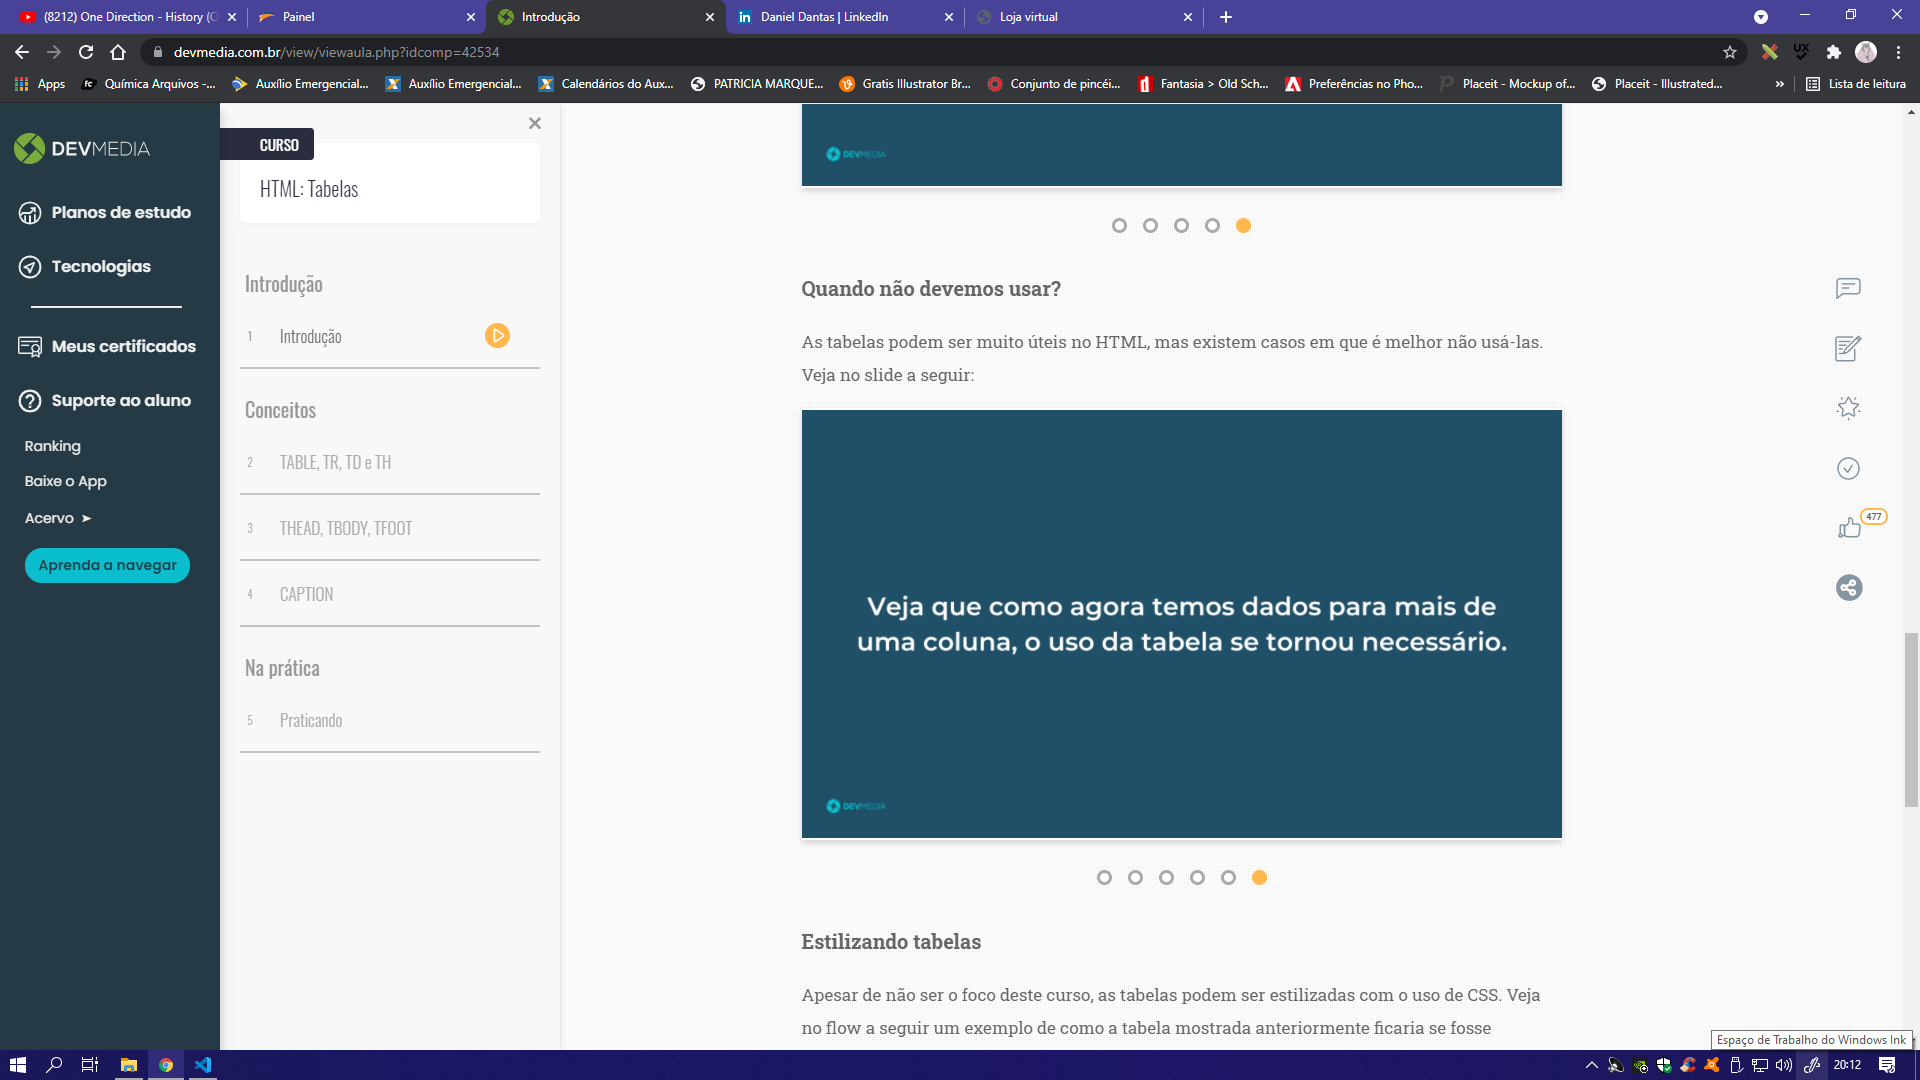 (8212) One Direction - History (O
Painel
Introdução
Daniel Dantas | LinkedIn
Loja virtual
devmedia.com.br/view/viewaula.php?idcomp=42534
Apps
Química Arquivos -...
Auxílio Emergencial...
Auxílio Emergencial...
Calendários do Aux...
PATRICIA MARQUE...
Gratis Illustrator Br...
Conjunto de pincéi...
Fantasia > Old Sch...
Preferências no Pho...
Placeit - Mockup of...
Placeit - Illustrated...
»
Lista de leitura
DEVMEDIA
Planos de estudo
Tecnologias
Meus certificados
Suporte ao aluno
Ranking
Baixe o App
Acervo
Aprenda a navegar
CURSO
HTML: Tabelas
Introdução
1 Introdução
Conceitos
2 TABLE, TR, TD e TH
3 THEAD, TBODY, TFOOT
4 CAPTION
Na prática
5 Praticando
DEVMEDIA
Quando não devemos usar?
As tabelas podem ser muito úteis no HTML, mas existem casos em que é melhor não usá-las.
Veja no slide a seguir:
Veja que como agora temos dados para mais de
uma coluna, o uso da tabela se tornou necessário.
DEVMEDIA
Estilizando tabelas
Apesar de não ser o foco deste curso, as tabelas podem ser estilizadas com o uso de CSS. Veja
no flow a seguir um exemplo de como a tabela mostrada anteriormente ficaria se fosse
477
Espaço de Trabalho do Windows Ink
20:12